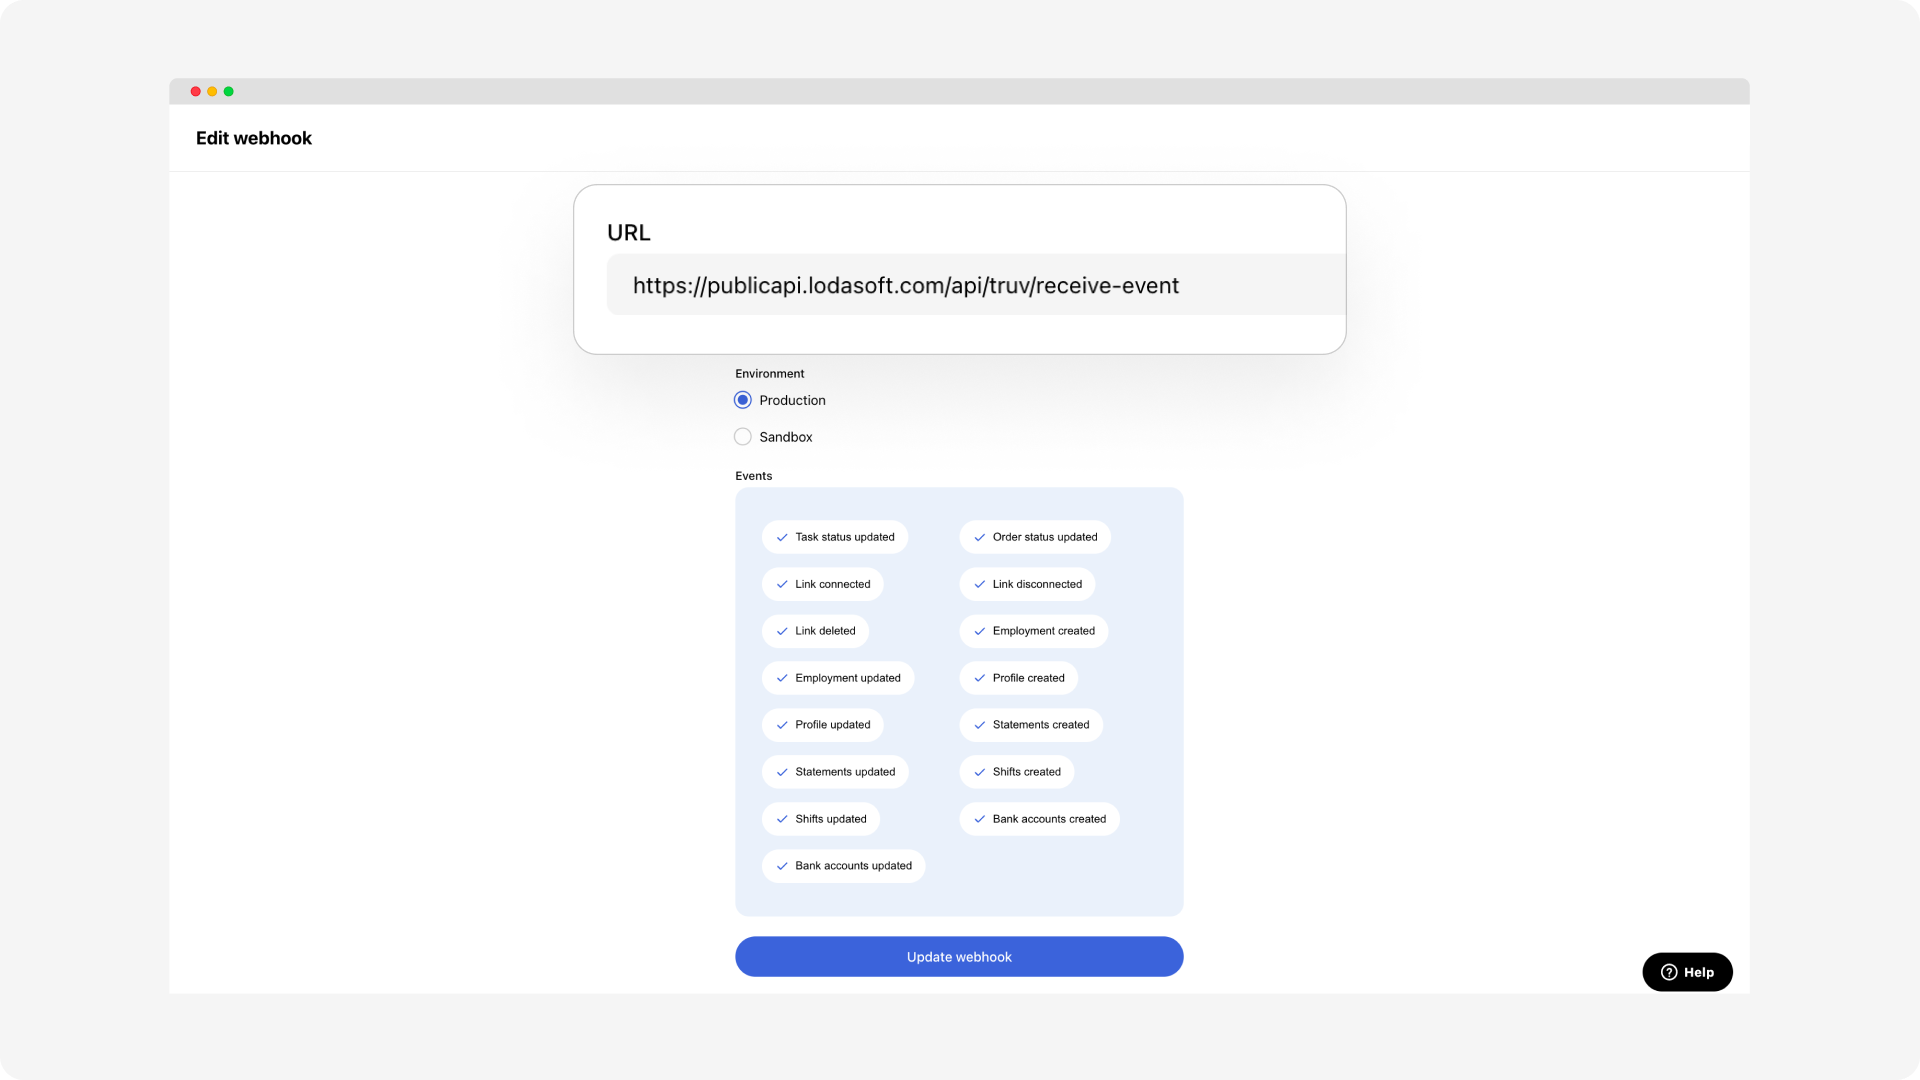 Edit webhook
URL
https://publicapi.lodasoft.com/api/truv/receive-event
Environment
Production
Sandbox
Events
Task status updated
Order status updated
Link connected
Link disconnected
Link deleted
Employment created
Employment updated
Profile created
Profile updated
Statements created
Statements updated
Shifts created
Shifts updated
Bank accounts created
Bank accounts updated
Update webhook
Help